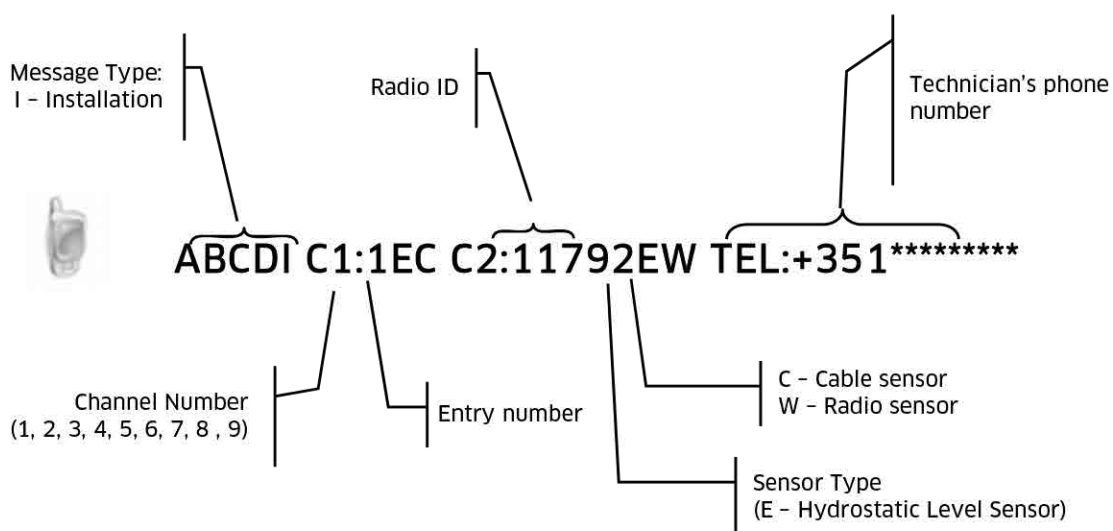 Message Type:
I – Installation
Radio ID
Technician's phone
number
ABCDI C1:1EC C2:11792EW TEL:+351*********
Channel Number
(1, 2, 3, 4, 5, 6, 7, 8 , 9)
Entry number
C – Cable sensor
W – Radio sensor
Sensor Type
(E – Hydrostatic Level Sensor)